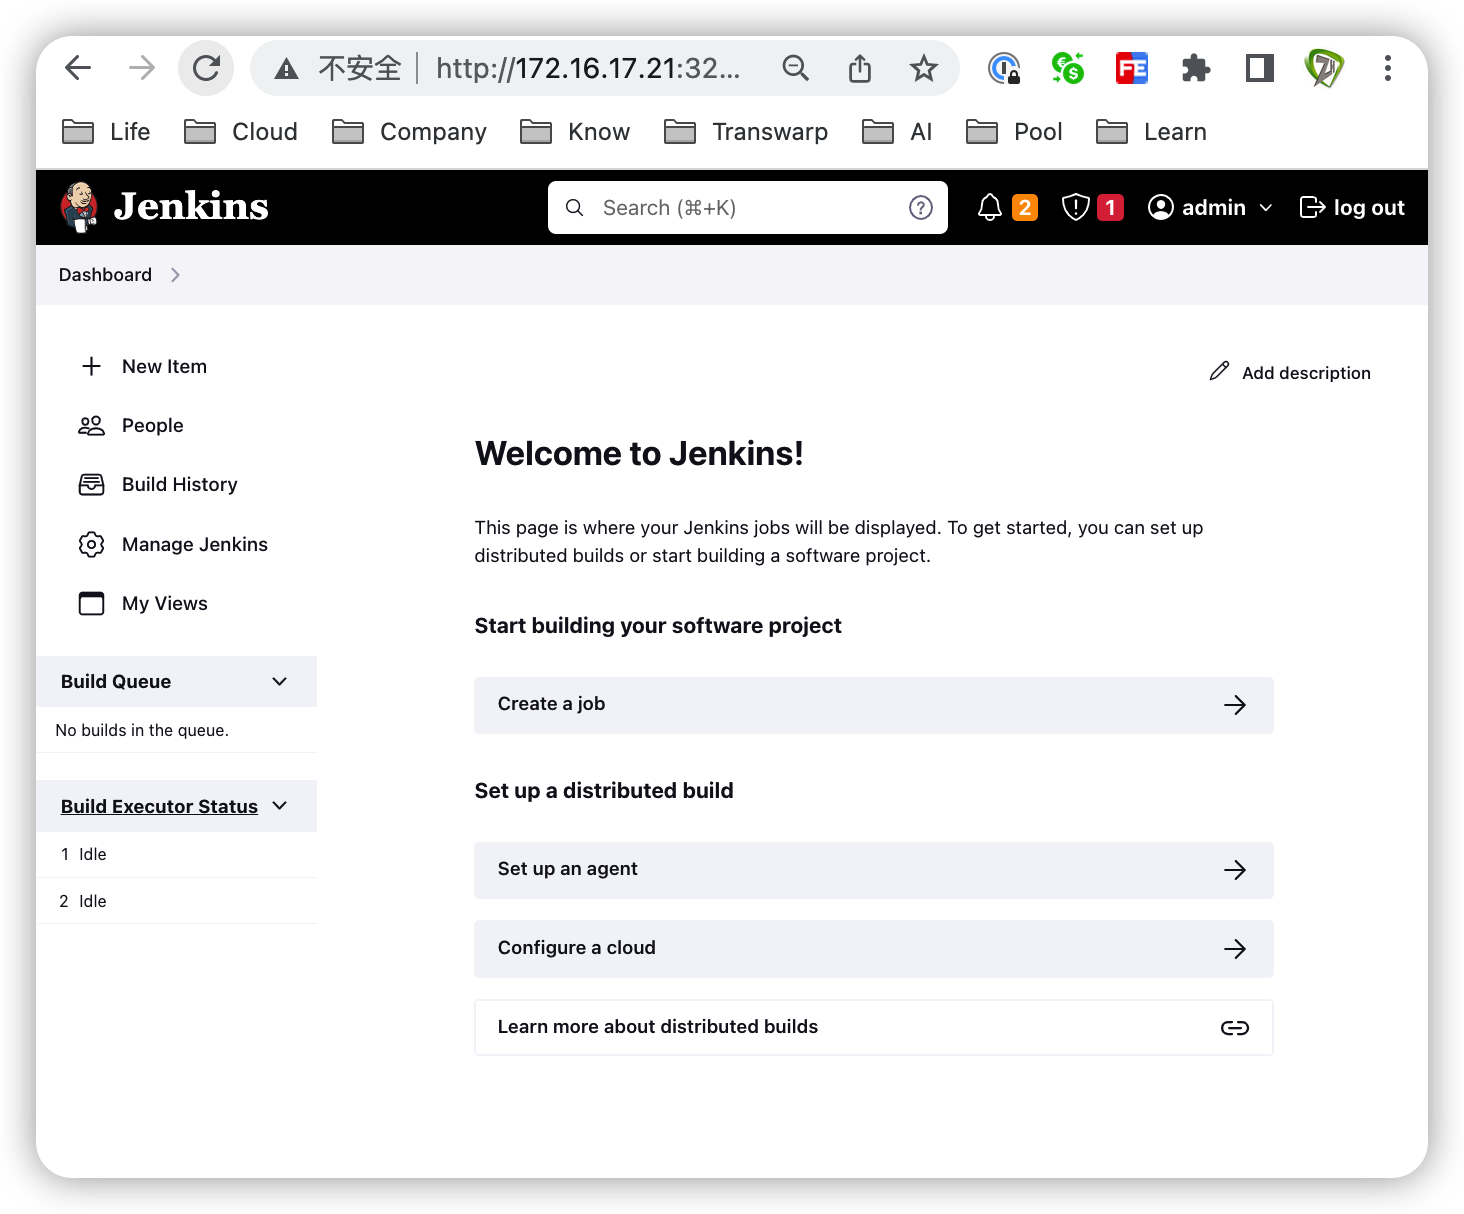 不安全 http://172.16.17.21:32...
Life Cloud Company Know Transwarp AI Pool Learn
Jenkins Search (⌘+K) 2 1 admin log out
Dashboard
New Item
Add description
People
Build History
Manage Jenkins
My Views
Build Queue
No builds in the queue.
Build Executor Status
1 Idle
2 Idle
Welcome to Jenkins!
This page is where your Jenkins jobs will be displayed. To get started, you can set up
distributed builds or start building a software project.
Start building your software project
Create a job
Set up a distributed build
Set up an agent
Configure a cloud
Learn more about distributed builds